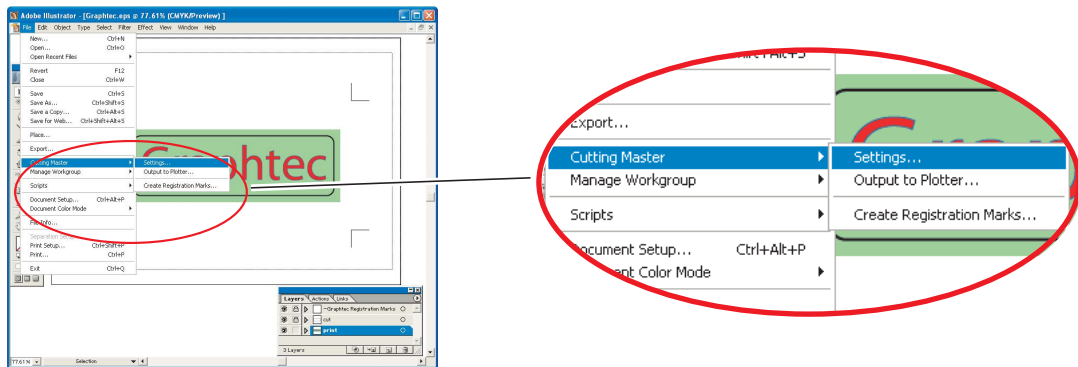 Adobe Illustrator - [Graphtec.eps @ 77.61% (CMYK/Preview) ]
File Edit Object Type Select Filter Effect View Window Help
New... Ctrl+N
Open... Ctrl+O
Open Recent Files
Revert F12
Close Ctrl+W
Save Ctrl+S
Save As... Ctrl+Shift+S
Save a Copy... Ctrl+Alt+S
Save for Web... Ctrl+Shift+Alt+S
Place...
Export...
Cutting Master
Manage Workgroup
Scripts
Document Setup... Ctrl+Alt+P
Document Color Mode
File Info...
Separation Setup...
Print Setup... Ctrl+Shift+P
Print... Ctrl+P
Exit Ctrl+Q
Settings...
Output to Plotter...
Create Registration Marks...
Graphtec
Layers Actions Links
~Graphtec Registration Marks
cut
print
3 Layers
77.61% Selection
Export...
Cutting Master
Manage Workgroup
Scripts
Document Setup... Ctrl+Alt+P
Color Mode
Settings...
Output to Plotter...
Create Registration Marks...